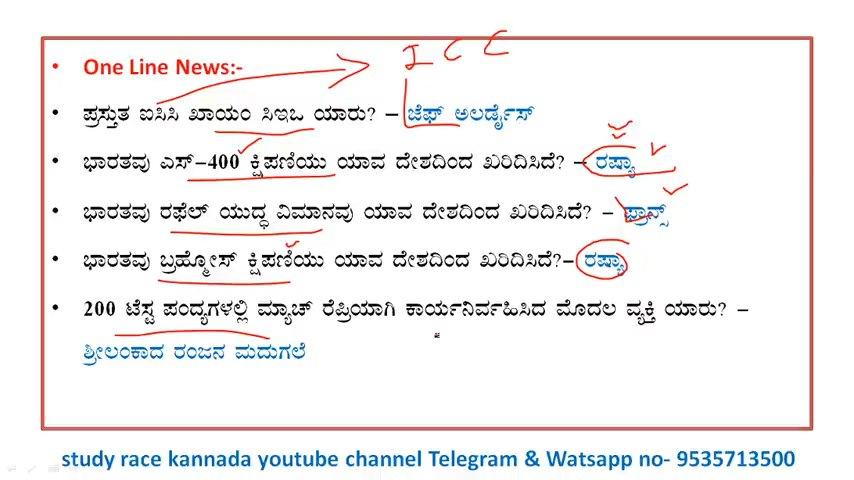 I C C
• One Line News:-
• ಪ್ರಸ್ತುತ ಐಸಿಸಿ ಖಾಯಂ ಸಿಇಒ ಯಾರು? – ಜೆಫ್ ಅಲರ್ಡೈಸ್
• ಭಾರತವು ಎಸ್–400 ಕ್ಷಿಪಣಿಯು ಯಾವ ದೇಶದಿಂದ ಖರಿದಿಸಿದೆ? – ರಷ್ಯಾ
• ಭಾರತವು ರಫೆಲ್ ಯುದ್ಧ ವಿಮಾನವು ಯಾವ ದೇಶದಿಂದ ಖರಿದಿಸಿದೆ? – ಫ್ರಾನ್ಸ್
• ಭಾರತವು ಬ್ರಹ್ಮೋಸ್ ಕ್ಷಿಪಣಿಯು ಯಾವ ದೇಶದಿಂದ ಖರಿದಿಸಿದೆ?– ರಷ್ಯಾ
• 200 ಟೆಸ್ಟ ಪಂದ್ಯಗಳಲ್ಲಿ ಮ್ಯಾಚ್ ರೆಫ್ರಿಯಾಗಿ ಕಾರ್ಯನಿರ್ವಹಿಸಿದ ಮೊದಲ ವ್ಯಕ್ತಿ ಯಾರು? –
ಶ್ರೀಲಂಕಾದ ರಂಜನ ಮದುಗಲೆ
study race kannada youtube channel Telegram & Watsapp no- 9535713500